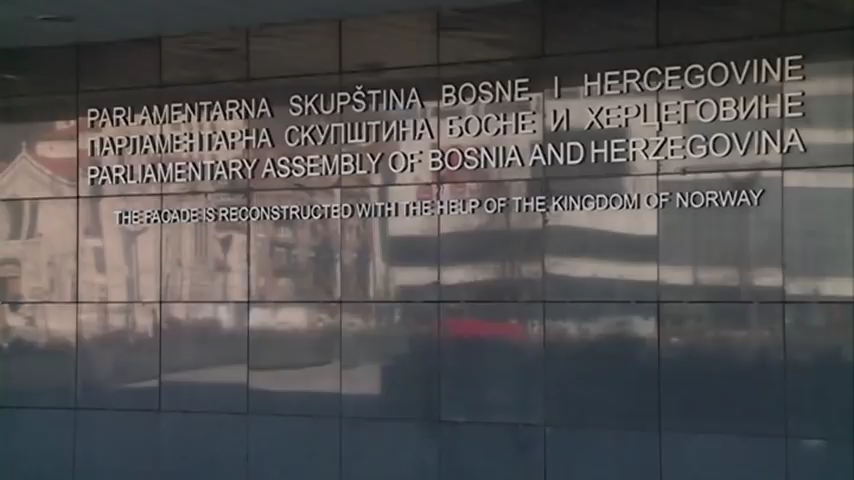 PARLAMENTARNA SKUPŠTINA BOSNE I HERCEGOVINE
ПАРЛАМЕНТАРНА СКУПШТИНА БОСНЕ И ХЕРЦЕГОВИНЕ
PARLIAMENTARY ASSEMBLY OF BOSNIA AND HERZEGOVINA
THE FACADE IS RECONSTRUCTED WITH THE HELP OF THE KINGDOM OF NORWAY